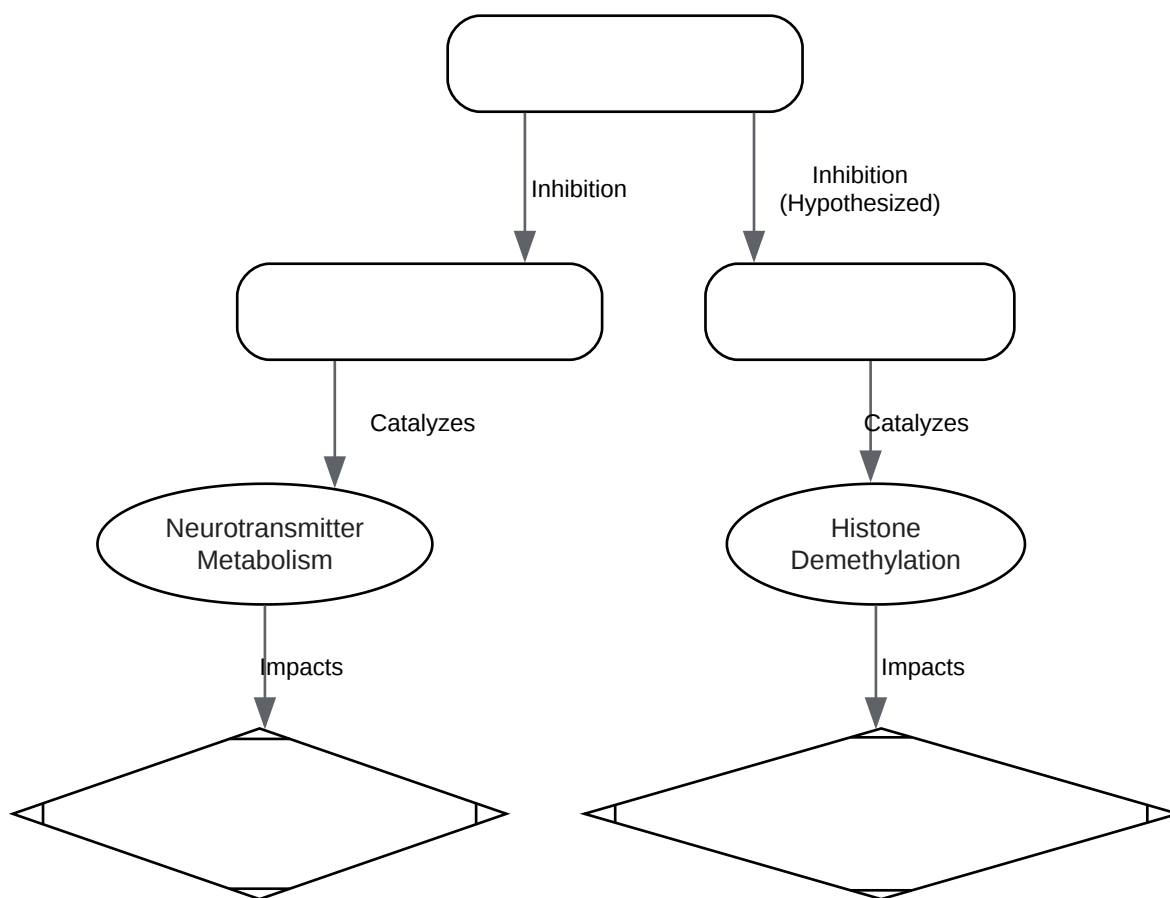 Inhibition
Inhibition
(Hypothesized)
Catalyzes
Catalyzes
Neurotransmitter
Metabolism
Histone
Demethylation
Impacts
Impacts